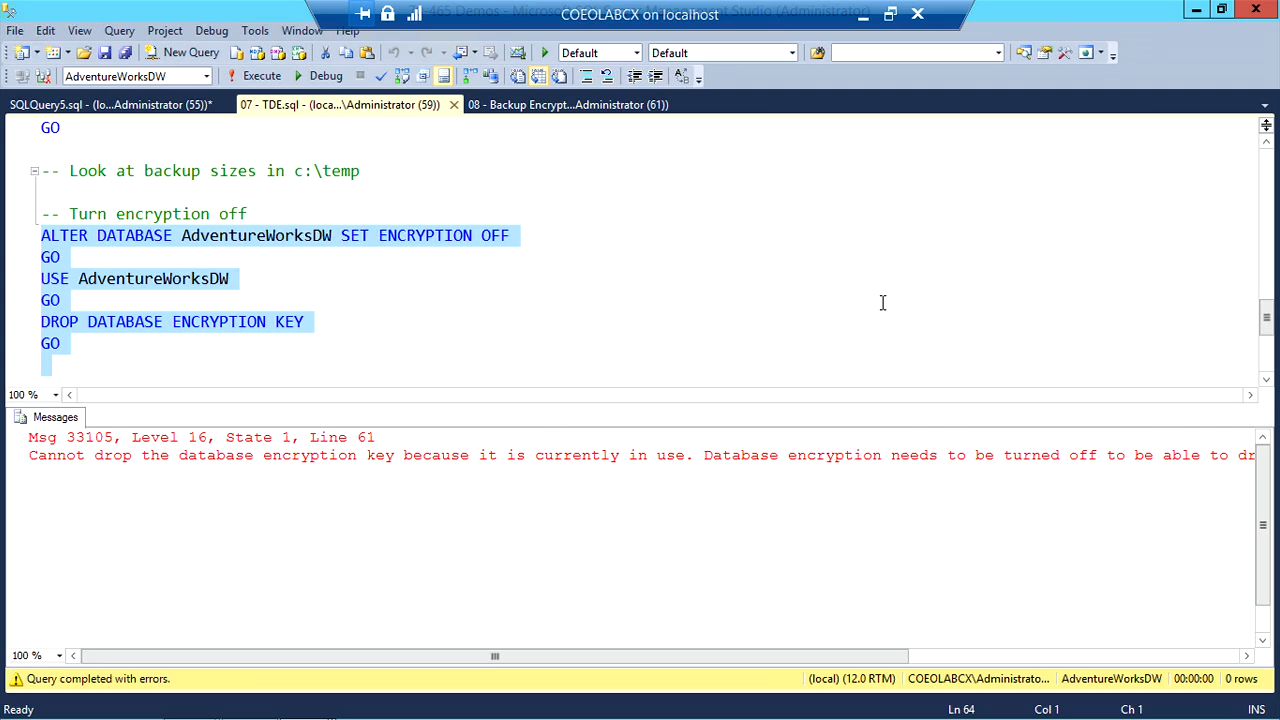 465 Demos - Micros
Management Studio (Administrator)
COEOLABCX on localhost
File Edit View Query Project Debug Tools Window Help
New Query Default Default
AdventureWorksDW ! Execute Debug
SQLQuery5.sql - (lo...Administrator (55))* 07 - TDE.sql - (loca...\Administrator (59)) 08 - Backup Encrypt...Administrator (61))
GO
-- Look at backup sizes in c:\temp
-- Turn encryption off
ALTER DATABASE AdventureWorksDW SET ENCRYPTION OFF
GO
USE AdventureWorksDW
GO
DROP DATABASE ENCRYPTION KEY
GO
100 %
Messages
Msg 33105, Level 16, State 1, Line 61
Cannot drop the database encryption key because it is currently in use. Database encryption needs to be turned off to be able to dr
100 %
Query completed with errors. (local) (12.0 RTM) COEOLABCX\Administrato... AdventureWorksDW 00:00:00 0 rows
Ready Ln 64 Col 1 Ch 1 INS